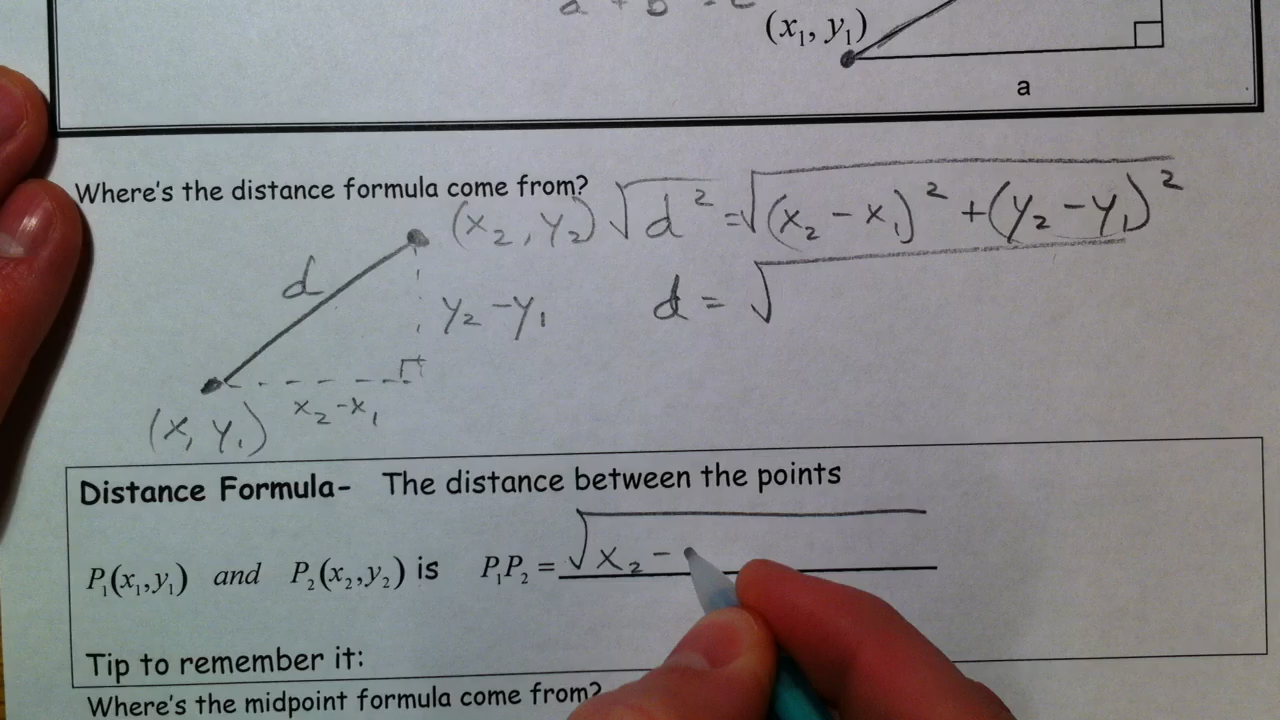 (x₁, y₁)
a
Where's the distance formula come from?
(x₂, y₂) √d² = √(x₂ - x₁)² + (y₂ - y₁)²
d
y₂ - y₁
d = √
x₂ - x₁
(x, y₁)
Distance Formula- The distance between the points
P₁(x₁,y₁) and P₂(x₂,y₂) is P₁P₂ = √x₂ -
Tip to remember it:
Where's the midpoint formula come from?